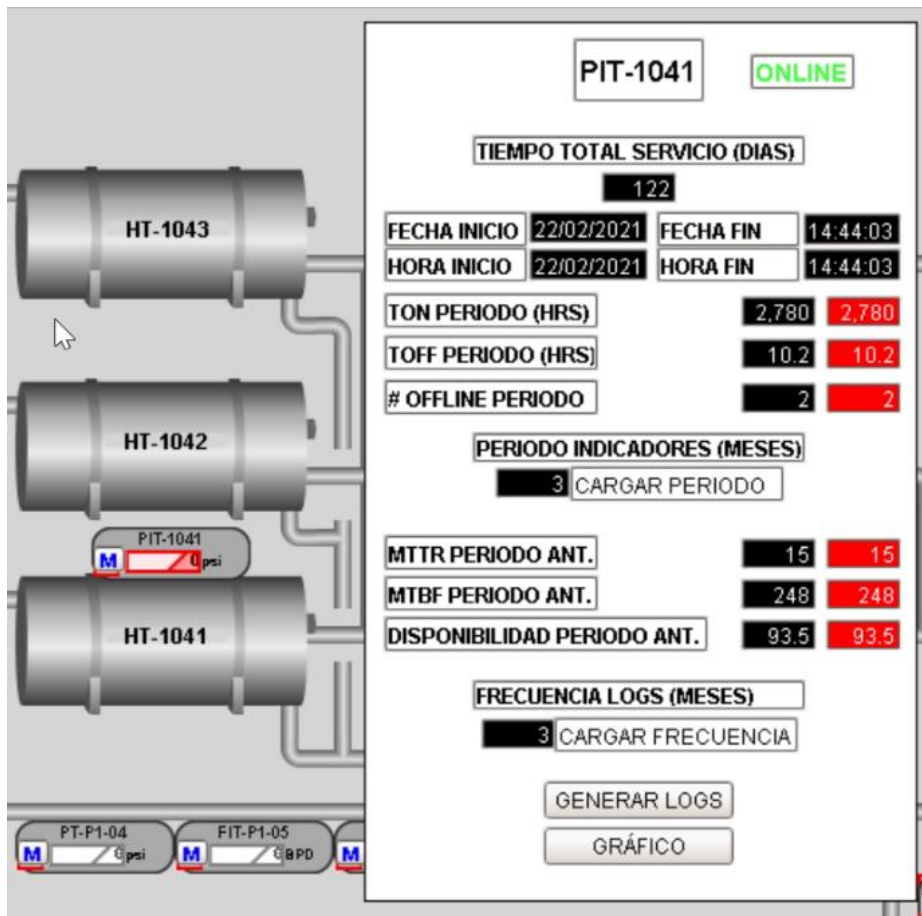 HT-1043
HT-1042
PIT-1041
M 0 psi
HT-1041
PT-P1-04
M 0 psi
FIT-P1-05
M 0 BPD
M
PIT-1041 ONLINE
TIEMPO TOTAL SERVICIO (DIAS)
122
FECHA INICIO 22/02/2021 FECHA FIN 14:44:03
HORA INICIO 22/02/2021 HORA FIN 14:44:03
TON PERIODO (HRS) 2,780 2,780
TOFF PERIODO (HRS) 10.2 10.2
# OFFLINE PERIODO 2 2
PERIODO INDICADORES (MESES)
3 CARGAR PERIODO
MTTR PERIODO ANT. 15 15
MTBF PERIODO ANT. 248 248
DISPONIBILIDAD PERIODO ANT. 93.5 93.5
FRECUENCIA LOGS (MESES)
3 CARGAR FRECUENCIA
GENERAR LOGS
GRÁFICO